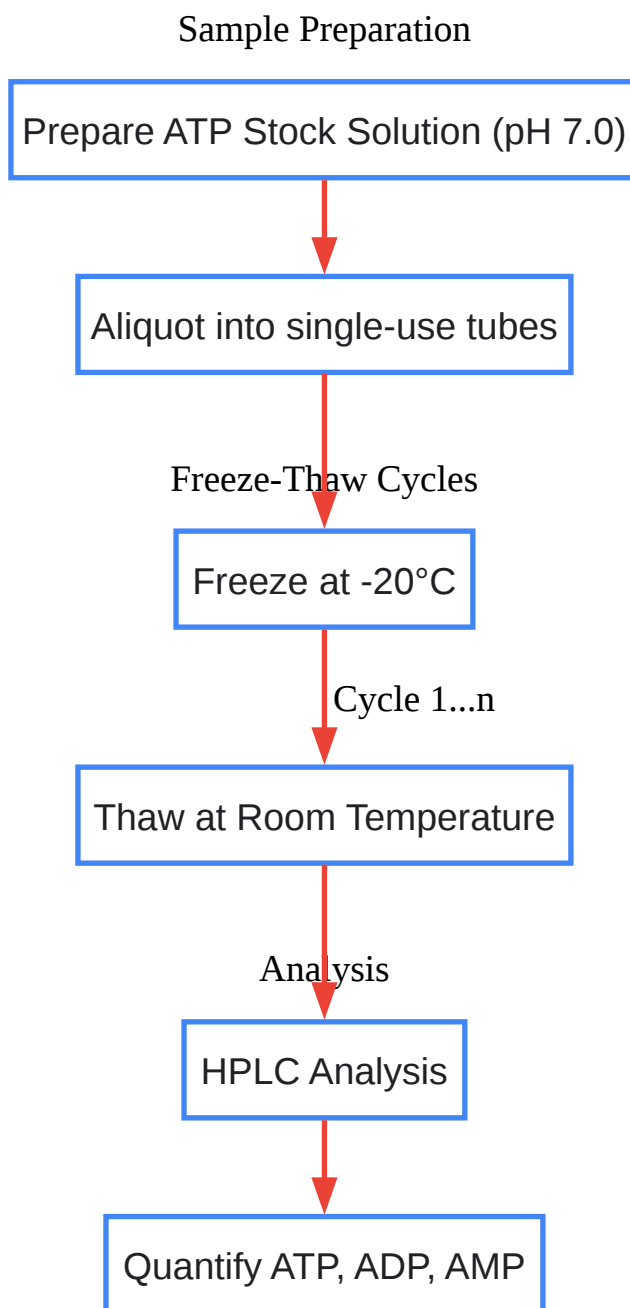 Sample Preparation
Prepare ATP Stock Solution (pH 7.0)
Aliquot into single-use tubes
Freeze-Thaw Cycles
Freeze at -20°C
Cycle 1...n
Thaw at Room Temperature
Analysis
HPLC Analysis
Quantify ATP, ADP, AMP